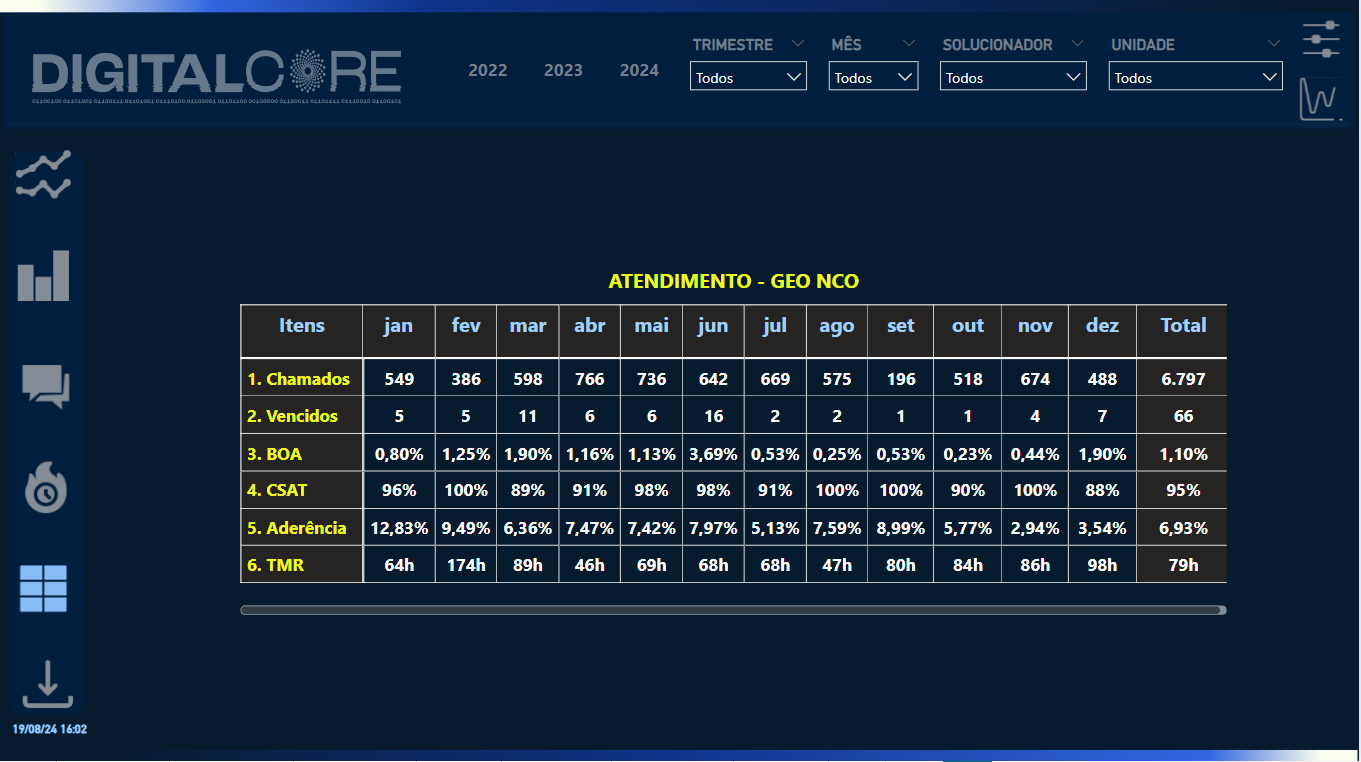 TRIMESTRE MÊS SOLUCIONADOR UNIDADE
DIGITALCORE 2022 2023 2024 Todos Todos Todos Todos
ATENDIMENTO - GEO NCO
Itens jan fev mar abr mai jun jul ago set out nov dez Total
1. Chamados 549 386 598 766 736 642 669 575 196 518 674 488 6.797
2. Vencidos 5 5 11 6 6 16 2 2 1 1 4 7 66
3. BOA 0,80% 1,25% 1,90% 1,16% 1,13% 3,69% 0,53% 0,25% 0,53% 0,23% 0,44% 1,90% 1,10%
4. CSAT 96% 100% 89% 91% 98% 98% 91% 100% 100% 90% 100% 88% 95%
5. Aderência 12,83% 9,49% 6,36% 7,47% 7,42% 7,97% 5,13% 7,59% 8,99% 5,77% 2,94% 3,54% 6,93%
6. TMR 64h 174h 89h 46h 69h 68h 68h 47h 80h 84h 86h 98h 79h
19/08/24 16:02